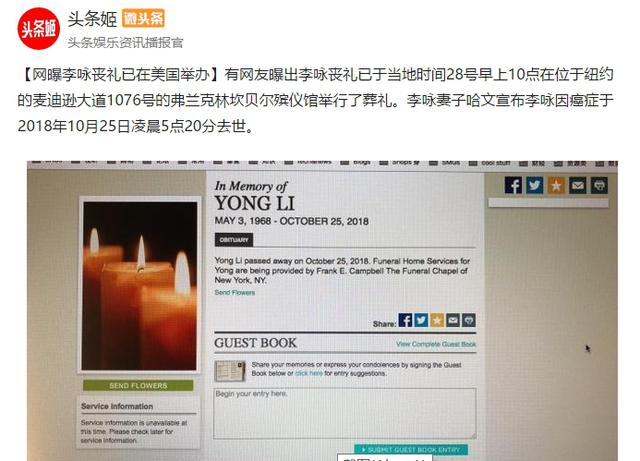 头条姬
头条姬 微头条
头条娱乐资讯播报官
【网曝李咏丧礼已在美国举办】有网友曝出李咏丧礼已于当地时间28号早上10点在位于纽约
的麦迪逊大道1076号的弗兰克林坎贝尔殡仪馆举行了葬礼。李咏妻子哈文宣布李咏因癌症于
2018年10月25日凌晨5点20分去世。
In Memory of
YONG LI
MAY 3, 1968 - OCTOBER 25, 2018
OBITUARY
Yong Li passed away on October 25, 2018. Funeral Home Services for
Yong are being provided by Frank E. Campbell The Funeral Chapel of
New York, NY.
Send Flowers
Share:
GUEST BOOK
View Complete Guest Book
Share your memories or express your condolences by signing the Guest
Book below or click here for entry suggestions.
Begin your entry here.
SUBMIT GUEST BOOK ENTRY
SEND FLOWERS
Service Information
Service information is unavailable at
this time. Please check later for
service information.